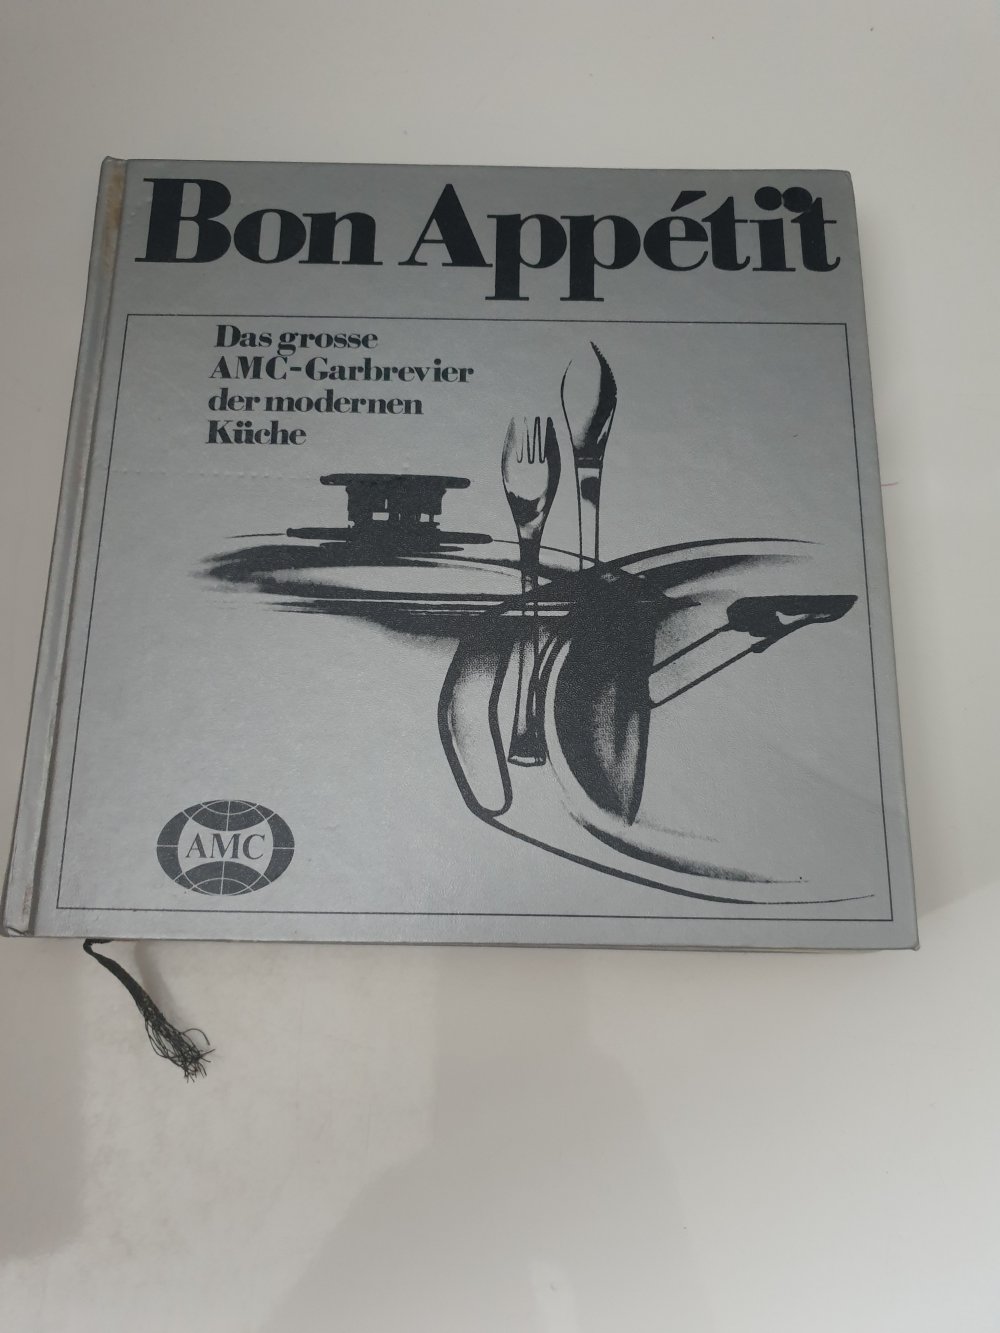 Bon Appétit
Das grosse
AMC-Garbrevier
der modernen
Küche
AMC